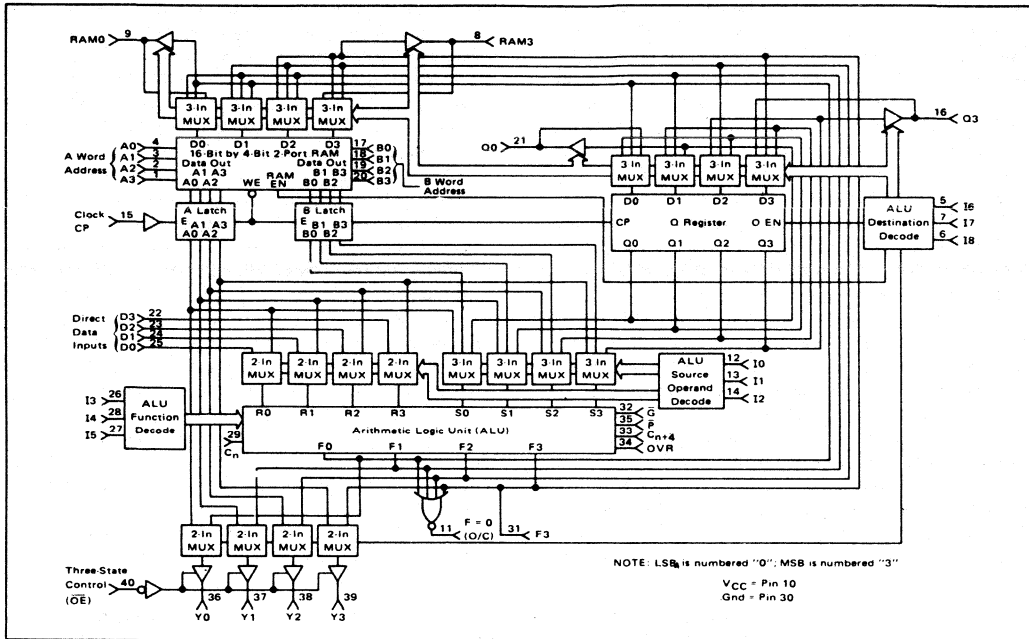 RAM0 9
8 RAM3
3-In MUX 3-In MUX 3-In MUX 3-In MUX
D0 D1 D2 D3
16-Bit by 4-Bit 2-Port RAM
Data Out
Data Out
A1 A3
A0 A2
WE
RAM EN
B1 B3
B0 B2
A Word Address
A0 4
A1 3
A2 2
A3 1
17 B0
18 B1
19 B2
20 B3
B Word Address
Q0 21
16 Q3
3-In MUX 3-In MUX 3-In MUX 3-In MUX
D0 D1 D2 D3
CP Q Register Q EN
Q0 Q1 Q2 Q3
ALU Destination Decode
5 I6
7 I7
6 I8
Clock CP 15
A Latch
E A1 A3
A0 A2
B Latch
E B1 B3
B0 B2
Direct Data Inputs
D3 22
D2 23
D1 24
D0 25
2-In MUX 2-In MUX 2-In MUX 2-In MUX
3-In MUX 3-In MUX 3-In MUX 3-In MUX
ALU Source Operand Decode
12 I0
13 I1
14 I2
I3 26
I4 28
I5 27
ALU Function Decode
R0 R1 R2 R3 S0 S1 S2 S3
Arithmetic Logic Unit (ALU)
F0 F1 F2 F3
29
Cn
32 G̅
35 P̅
33 Cn+4
34 OVR
F = 0
11 (O/C)
31 F3
2-In MUX 2-In MUX 2-In MUX 2-In MUX
Three-State Control (O̅E̅) 40
36 37 38 39
Y0 Y1 Y2 Y3
NOTE: LSB is numbered "0"; MSB is numbered "3"
VCC = Pin 10
Gnd = Pin 30